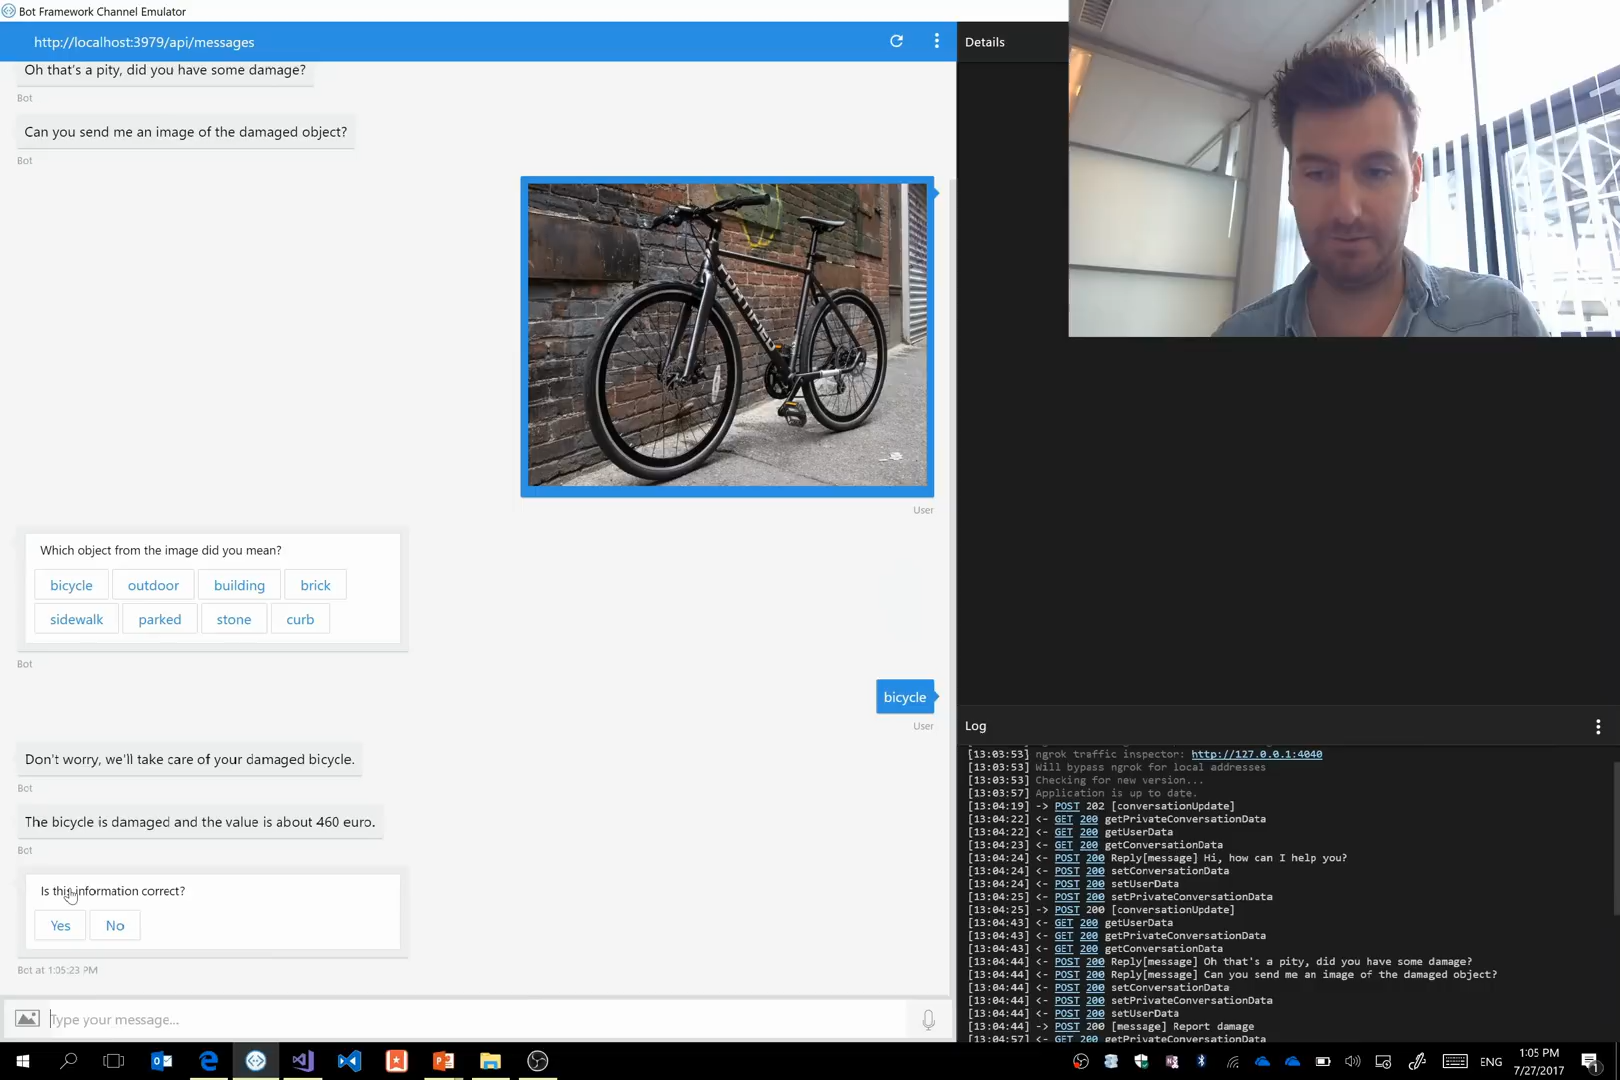 Bot Framework Channel Emulator
http://localhost:3979/api/messages
Details
Oh that's a pity, did you have some damage?
Bot
Can you send me an image of the damaged object?
Bot
FORTIFIED
User
Which object from the image did you mean?
bicycle outdoor building brick
sidewalk parked stone curb
Bot
bicycle
User
Don't worry, we'll take care of your damaged bicycle.
Bot
The bicycle is damaged and the value is about 460 euro.
Bot
Is this information correct?
Yes No
Bot at 1:05:23 PM
Type your message...
Log
[13:03:53] ngrok traffic inspector: http://127.0.0.1:4040
[13:03:53] Will bypass ngrok for local addresses
[13:03:53] Checking for new version...
[13:03:57] Application is up to date.
[13:04:19] -> POST 202 [conversationUpdate]
[13:04:22] <- GET 200 getPrivateConversationData
[13:04:22] <- GET 200 getUserData
[13:04:23] <- GET 200 getConversationData
[13:04:24] <- POST 200 Reply[message] Hi, how can I help you?
[13:04:24] <- POST 200 setConversationData
[13:04:24] <- POST 200 setUserData
[13:04:25] <- POST 200 setPrivateConversationData
[13:04:25] -> POST 200 [conversationUpdate]
[13:04:43] <- GET 200 getUserData
[13:04:43] <- GET 200 getPrivateConversationData
[13:04:43] <- GET 200 getConversationData
[13:04:44] <- POST 200 Reply[message] Oh that's a pity, did you have some damage?
[13:04:44] <- POST 200 Reply[message] Can you send me an image of the damaged object?
[13:04:44] <- POST 200 setConversationData
[13:04:44] <- POST 200 setPrivateConversationData
[13:04:44] <- POST 200 setUserData
[13:04:44] -> POST 200 [message] Report damage
[13:04:57] <- GET 200 getPrivateConversationData
ENG
1:05 PM
7/27/2017